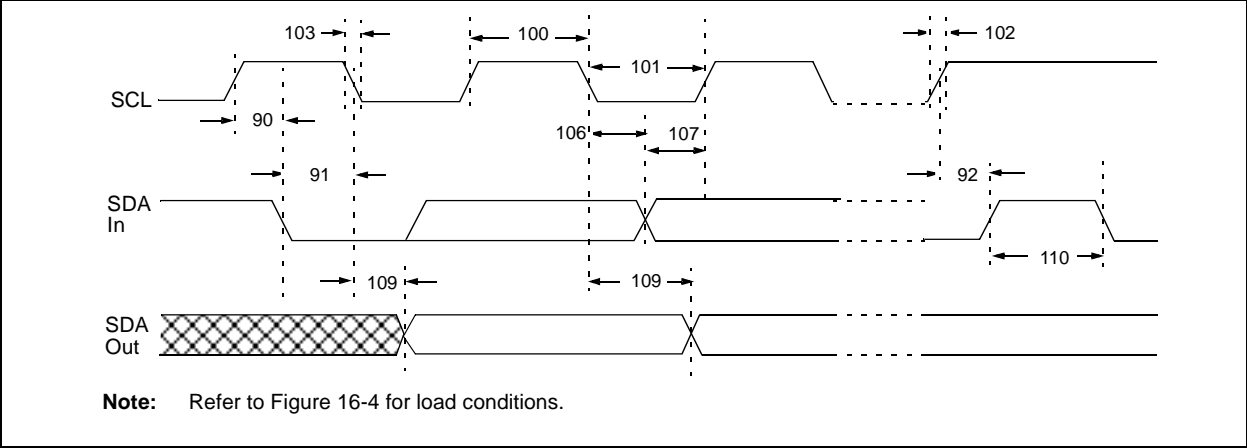 103
100
102
101
SCL
90
106
107
91
92
SDA
In
109
109
110
SDA
Out
Note: Refer to Figure 16-4 for load conditions.